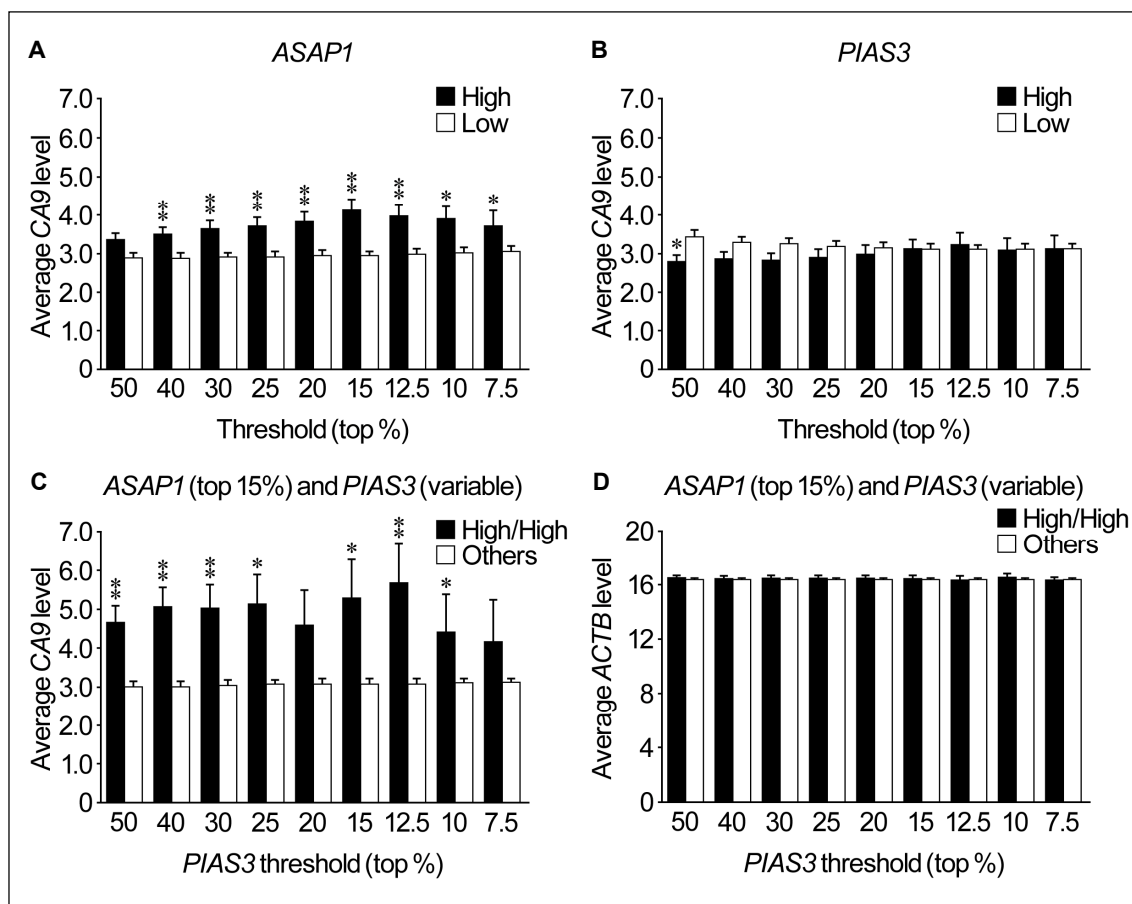 A
ASAP1
High
Low
Average CA9 level
7.0
6.0
5.0
4.0
3.0
2.0
1.0
0
** ** ** ** ** ** * *
50 40 30 25 20 15 12.5 10 7.5
Threshold (top %)
B
PIAS3
High
Low
Average CA9 level
7.0
6.0
5.0
4.0
3.0
2.0
1.0
0
*
50 40 30 25 20 15 12.5 10 7.5
Threshold (top %)
C
ASAP1 (top 15%) and PIAS3 (variable)
High/High
Others
Average CA9 level
7.0
6.0
5.0
4.0
3.0
2.0
1.0
0
** ** ** * * ** *
50 40 30 25 20 15 12.5 10 7.5
PIAS3 threshold (top %)
D
ASAP1 (top 15%) and PIAS3 (variable)
High/High
Others
Average ACTB level
20
16
12
8
4
0
50 40 30 25 20 15 12.5 10 7.5
PIAS3 threshold (top %)